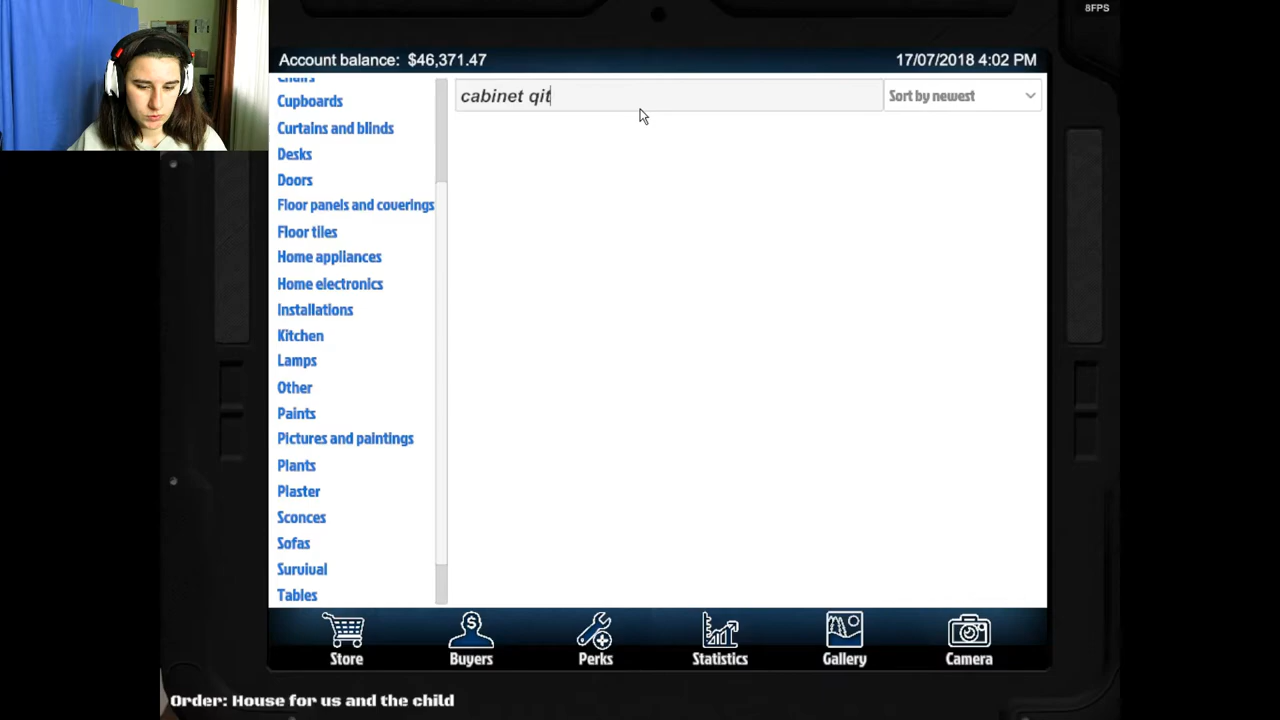 8FPS
Account balance: $46,371.47
17/07/2018 4:02 PM
Chairs
cabinet qit
Sort by newest
Cupboards
Curtains and blinds
Desks
Doors
Floor panels and coverings
Floor tiles
Home appliances
Home electronics
Installations
Kitchen
Lamps
Other
Paints
Pictures and paintings
Plants
Plaster
Sconces
Sofas
Survival
Tables
Store
Buyers
Perks
Statistics
Gallery
Camera
Order: House for us and the child